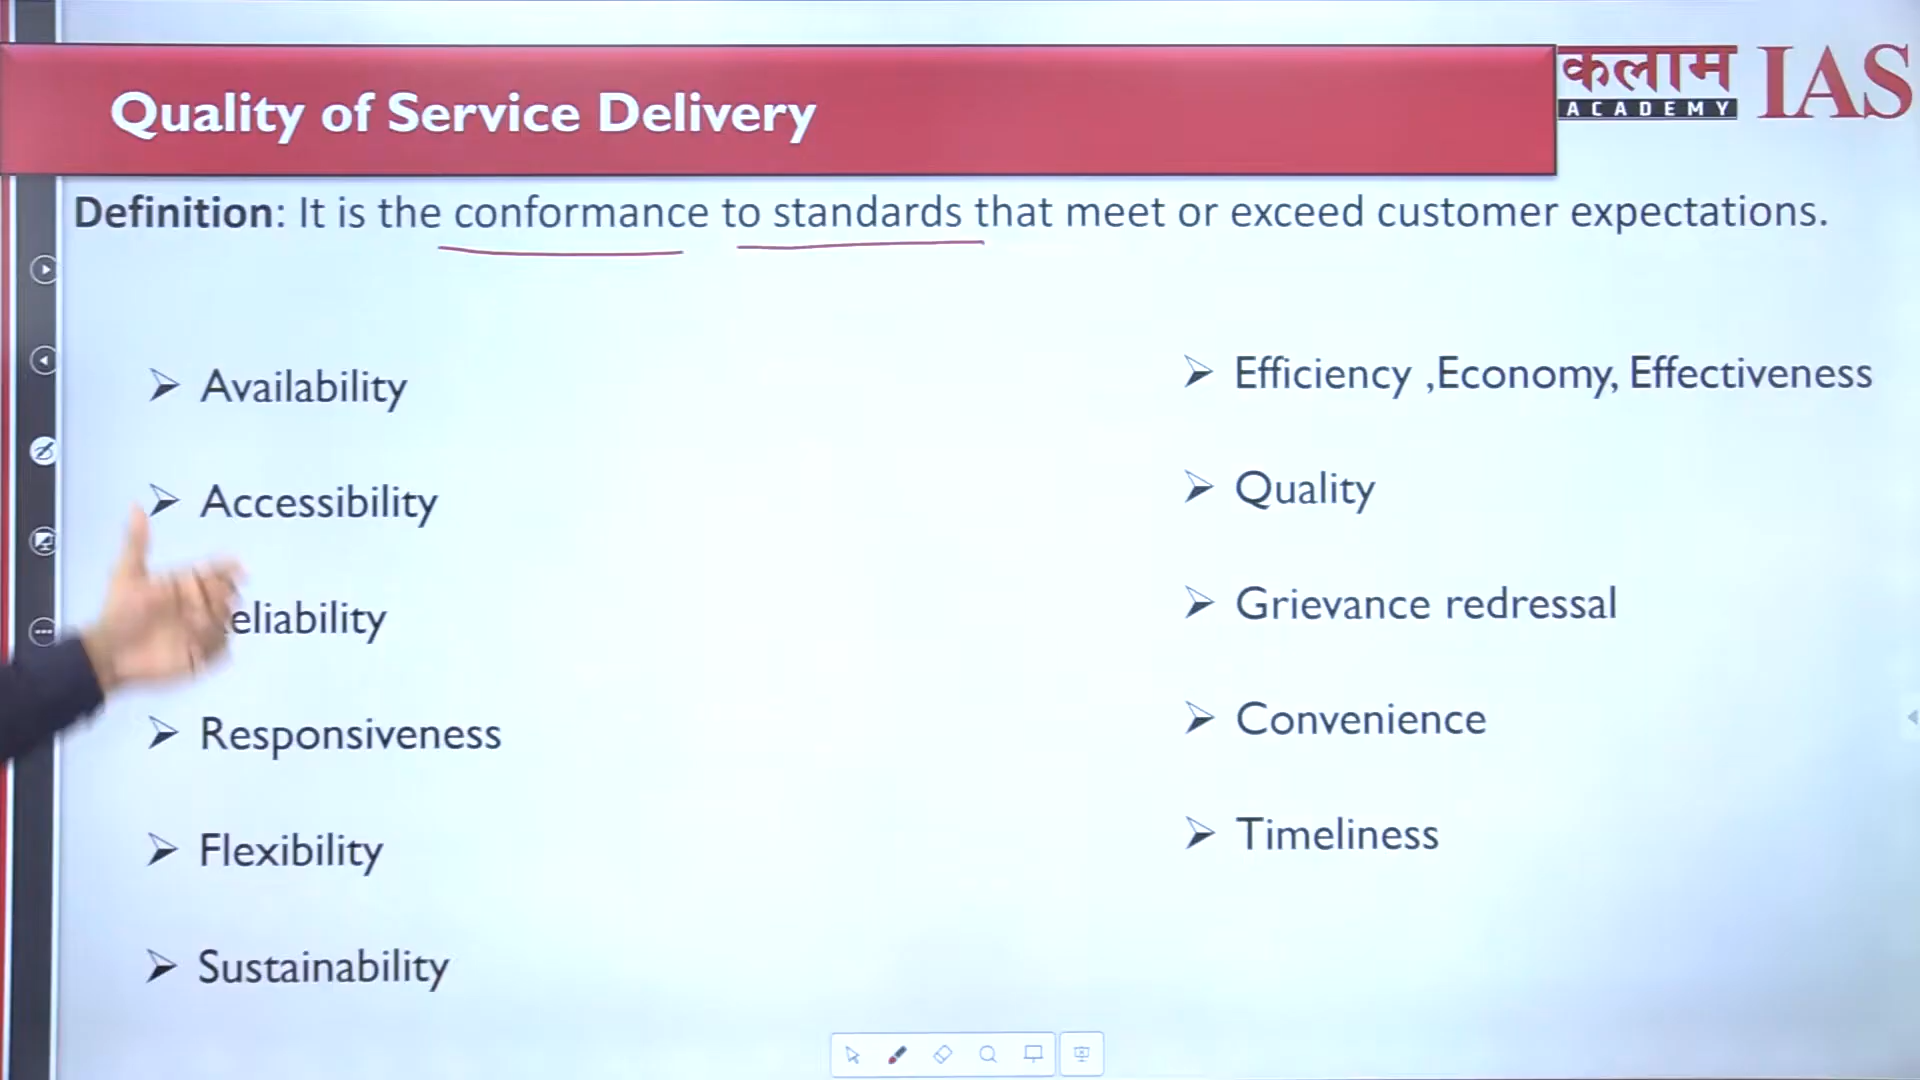 Quality of Service Delivery
कलाम
ACADEMY
IAS
Definition: It is the conformance to standards that meet or exceed customer expectations.
Availability
Accessibility
eliability
Responsiveness
Flexibility
Sustainability
Efficiency ,Economy, Effectiveness
Quality
Grievance redressal
Convenience
Timeliness